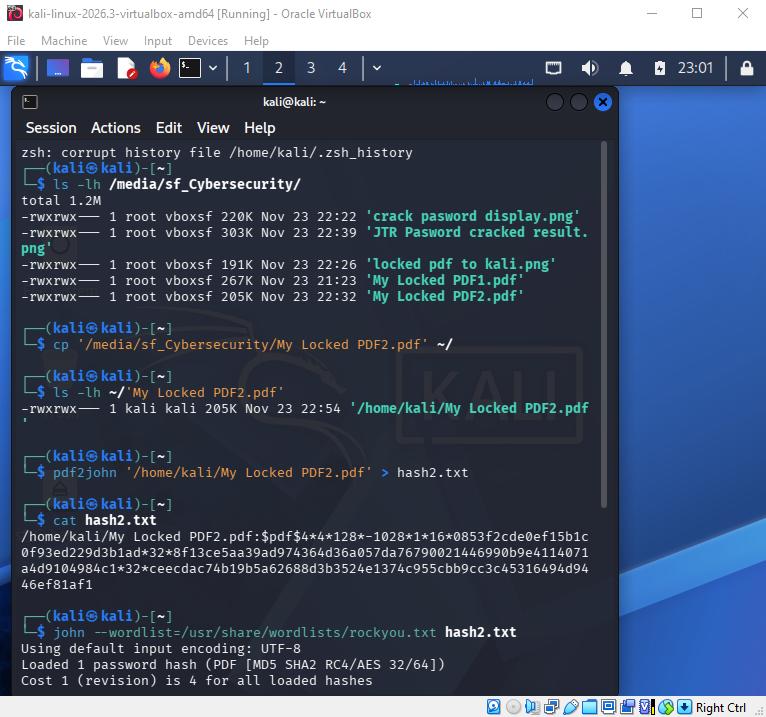 kali-linux-2026.3-virtualbox-amd64 [Running] - Oracle VirtualBox
File Machine View Input Devices Help
1 2 3 4 23:01
kali@kali: ~
Session Actions Edit View Help
zsh: corrupt history file /home/kali/.zsh_history
┌──(kali㉿kali)-[~]
└─$ ls -lh /media/sf_Cybersecurity/
total 1.2M
-rwxrwx--- 1 root vboxsf 220K Nov 23 22:22 'crack pasword display.png'
-rwxrwx--- 1 root vboxsf 303K Nov 23 22:39 'JTR Pasword cracked result.
png'
-rwxrwx--- 1 root vboxsf 191K Nov 23 22:26 'locked pdf to kali.png'
-rwxrwx--- 1 root vboxsf 267K Nov 23 21:23 'My Locked PDF1.pdf'
-rwxrwx--- 1 root vboxsf 205K Nov 23 22:32 'My Locked PDF2.pdf'
┌──(kali㉿kali)-[~]
└─$ cp '/media/sf_Cybersecurity/My Locked PDF2.pdf' ~/
┌──(kali㉿kali)-[~]
└─$ ls -lh ~/'My Locked PDF2.pdf'
-rwxrwx--- 1 kali kali 205K Nov 23 22:54 '/home/kali/My Locked PDF2.pdf
'
┌──(kali㉿kali)-[~]
└─$ pdf2john '/home/kali/My Locked PDF2.pdf' > hash2.txt
┌──(kali㉿kali)-[~]
└─$ cat hash2.txt
/home/kali/My Locked PDF2.pdf:$pdf$4*4*128*-1028*1*16*0853f2cde0ef15b1c
0f93ed229d3b1ad*32*8f13ce5aa39ad974364d36a057da76790021446990b9e4114071
a4d9104984c1*32*ceecdac74b19b5a62688d3b3524e1374c955cbb9cc3c45316494d94
46ef81af1
┌──(kali㉿kali)-[~]
└─$ john --wordlist=/usr/share/wordlists/rockyou.txt hash2.txt
Using default input encoding: UTF-8
Loaded 1 password hash (PDF [MD5 SHA2 RC4/AES 32/64])
Cost 1 (revision) is 4 for all loaded hashes
KALI
Right Ctrl